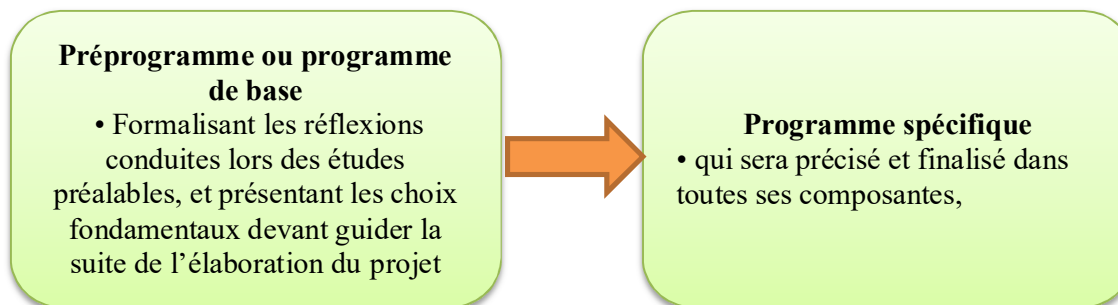 Préprogramme ou programme
de base
• Formalisant les réflexions
conduites lors des études
préalables, et présentant les choix
fondamentaux devant guider la
suite de l’élaboration du projet
Programme spécifique
• qui sera précisé et finalisé dans
toutes ses composantes,